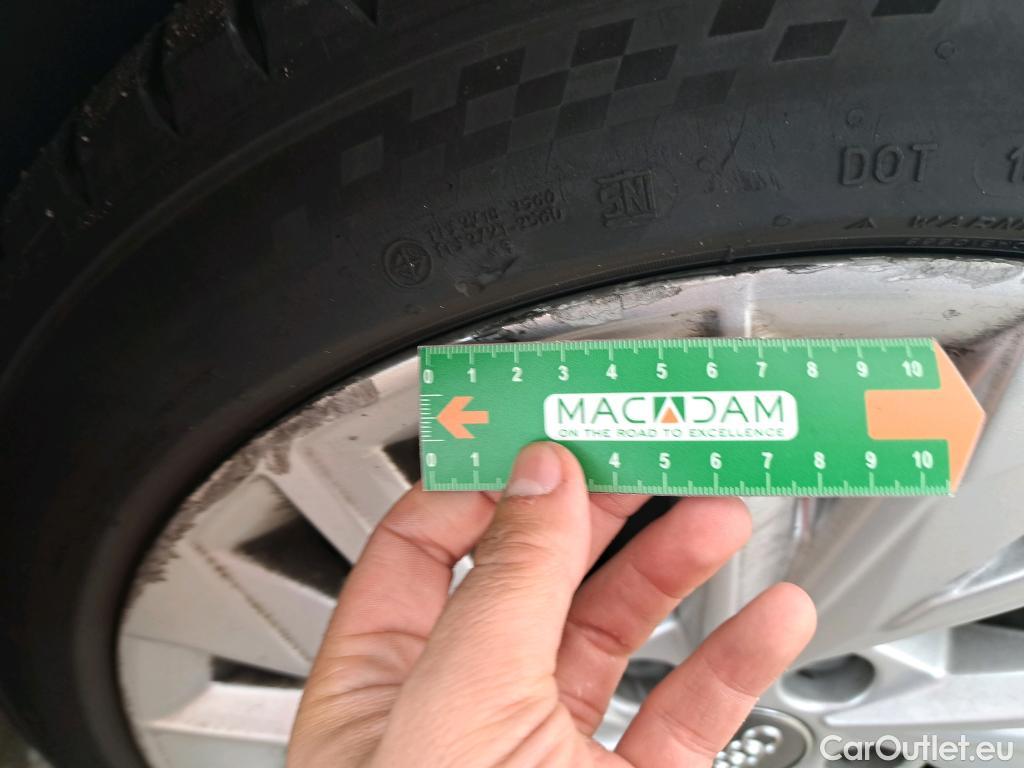 DOT
SNI
0 1 2 3 4 5 6 7 8 9 10
MACADAM
ON THE ROAD TO EXCELLENCE
0 1 4 5 6 7 8 9 10
CarOutlet.eu